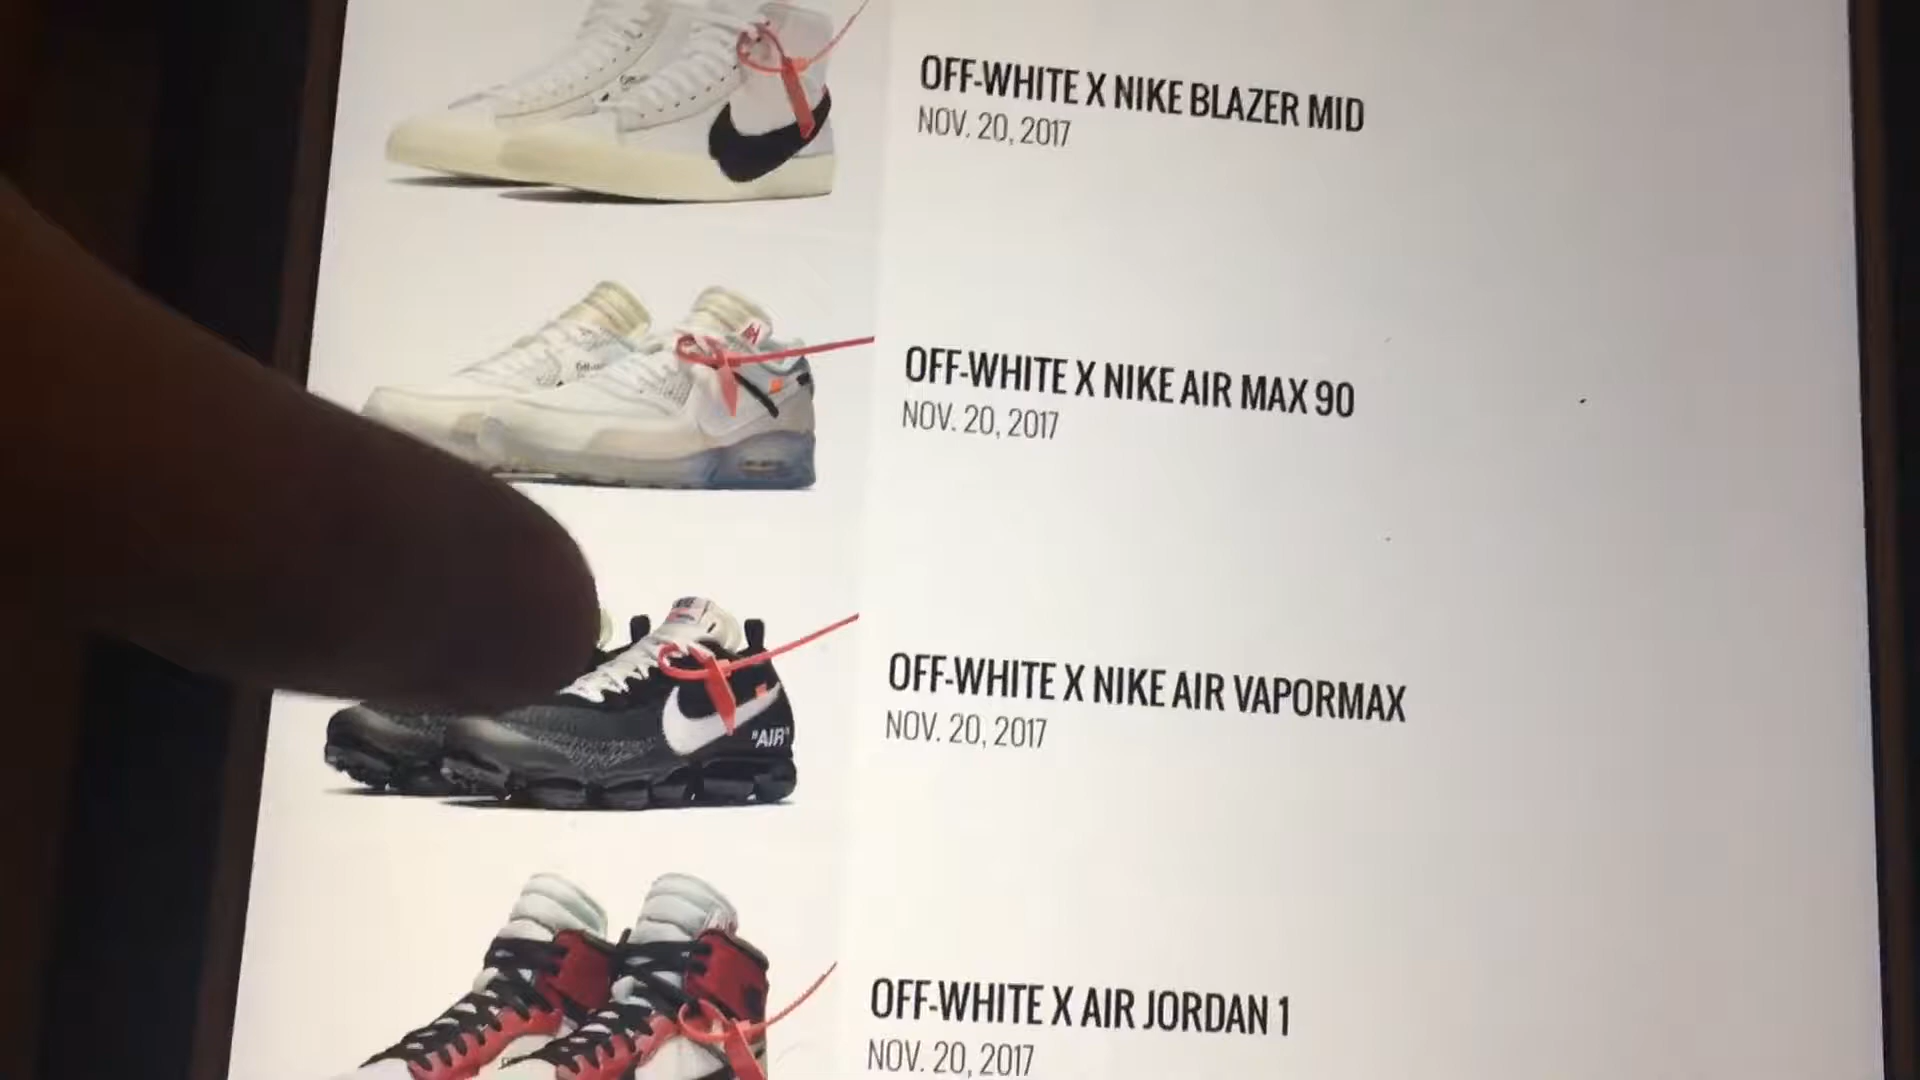 OFF-WHITE X NIKE BLAZER MID
NOV. 20, 2017
OFF-WHITE X NIKE AIR MAX 90
NOV. 20, 2017
OFF-WHITE X NIKE AIR VAPORMAX
NOV. 20, 2017
"AIR"
OFF-WHITE X AIR JORDAN 1
NOV. 20, 2017